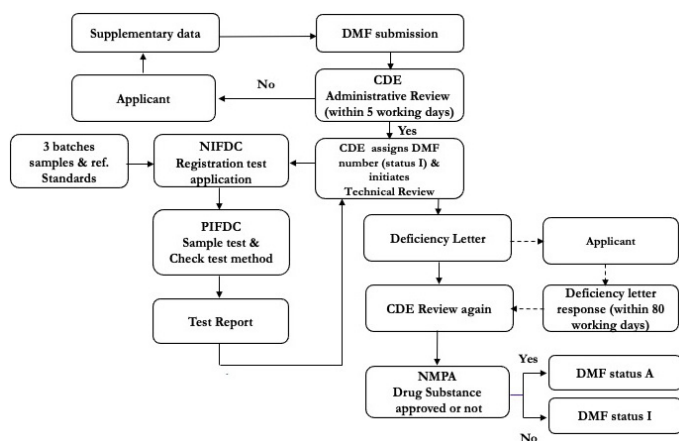 Supplementary data
DMF submission
No
Applicant
CDE
Administrative Review
(within 5 working days)
Yes
3 batches
samples & ref.
Standards
NIFDC
Registration test
application
CDE assigns DMF
number (status I) &
initiates
Technical Review
PIFDC
Sample test &
Check test method
Deficiency Letter
Applicant
Test Report
CDE Review again
Deficiency letter
response (within 80
working days)
NMPA
Drug Substance
approved or not
Yes
DMF status A
DMF status I
No